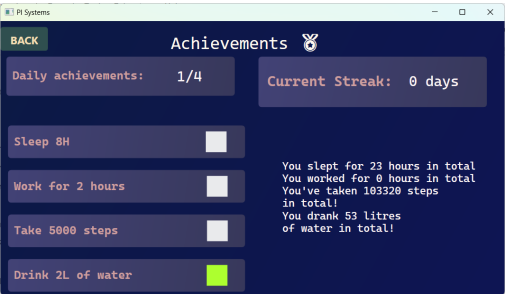 PI Systems
BACK
Achievements
Daily achievements: 1/4
Current Streak: 0 days
Sleep 8H
Work for 2 hours
Take 5000 steps
Drink 2L of water
You slept for 23 hours in total
You worked for 0 hours in total
You've taken 103320 steps
in total!
You drank 53 litres
of water in total!